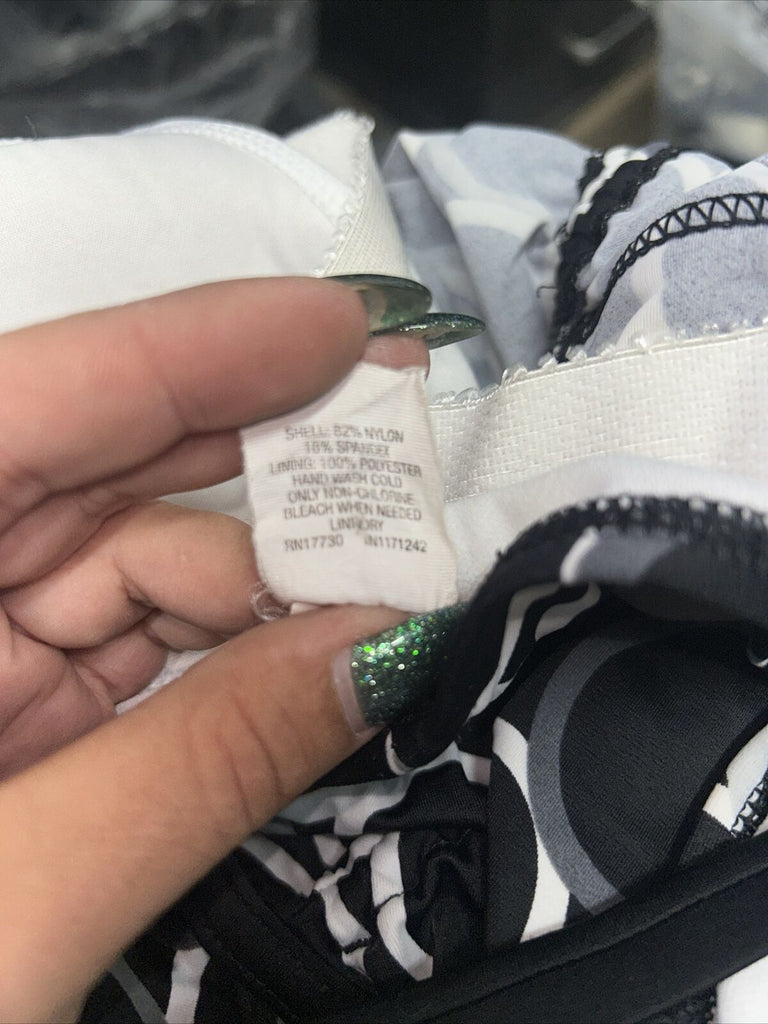 SHELL: 82% NYLON
18% SPANDEX
LINING: 100% POLYESTER
HAND WASH COLD
ONLY NON-CHLORINE
BLEACH WHEN NEEDED
LINE DRY
RN17730 IN1171242